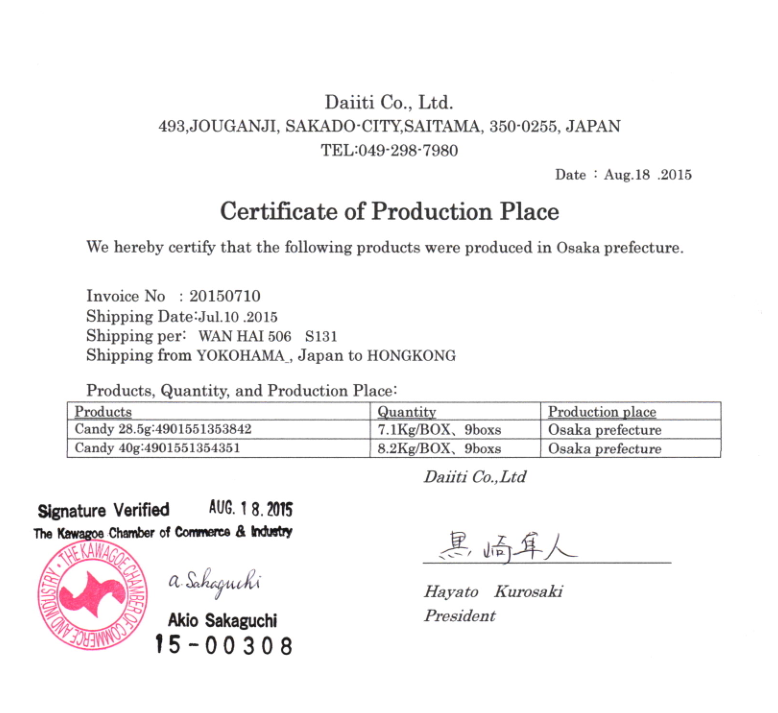 Daiiti Co., Ltd.
493,JOUGANJI, SAKADO-CITY,SAITAMA, 350-0255, JAPAN
TEL:049-298-7980
Date : Aug.18 .2015
Certificate of Production Place
We hereby certify that the following products were produced in Osaka prefecture.
Invoice No : 20150710
Shipping Date:Jul.10 .2015
Shipping per: WAN HAI 506 S131
Shipping from YOKOHAMA , Japan to HONGKONG
Products, Quantity, and Production Place:
Products Quantity Production place
Candy 28.5g:4901551353842 7.1Kg/BOX、9boxs Osaka prefecture
Candy 40g:4901551354351 8.2Kg/BOX、9boxs Osaka prefecture
Daiiti Co.,Ltd
Signature Verified AUG. 18. 2015
The Kawagoe Chamber of Commerce & Industry
THE KAWAGOE CHAMBER OF COMMERCE AND INDUSTRY
a. Sakaguchi
Akio Sakaguchi
15-00308
黒崎隼人
Hayato Kurosaki
President